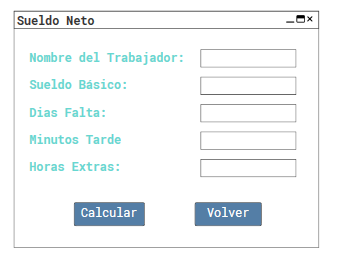 Sueldo Neto
Nombre del Trabajador:
Sueldo Básico:
Dias Falta:
Minutos Tarde
Horas Extras:
Calcular Volver